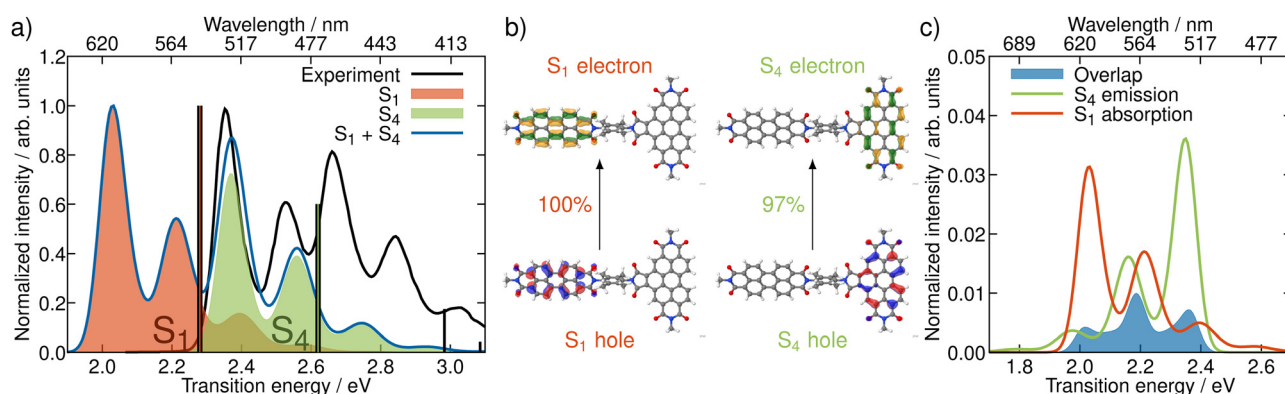 a)
Wavelength / nm
620 564 517 477 443 413
Normalized intensity / arb. units
1.2
1.0
0.8
0.6
0.4
0.2
0.0
Experiment
S₁
S₄
S₁ + S₄
S₁ S₄
2.0 2.2 2.4 2.6 2.8 3.0
Transition energy / eV
b)
S₁ electron S₄ electron
100% 97%
S₁ hole S₄ hole
c)
Wavelength / nm
689 620 564 517 477
Normalized intensity / arb. units
0.05
0.04
0.03
0.02
0.01
0.00
Overlap
S₄ emission
S₁ absorption
1.8 2.0 2.2 2.4 2.6
Transition energy / eV